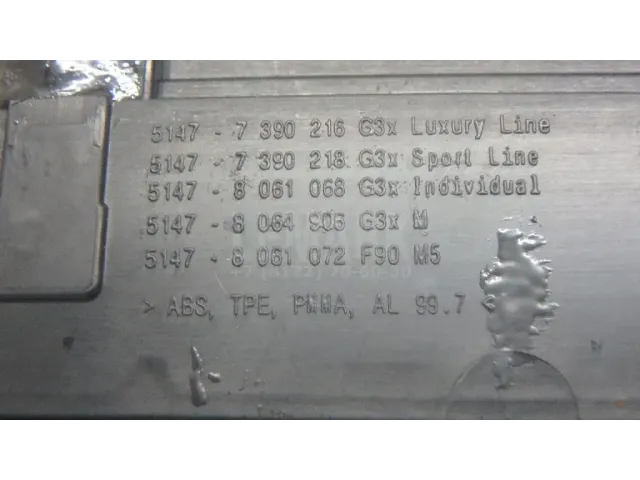 5147 - 7 390 216 G3x Luxury Line
5147 - 7 390 218 G3x Sport Line
5147 - 8 061 068 G3x Individual
5147 - 8 064 906 G3x M
5147 - 8 061 072 F90 M5
> ABS, TPE, PMMA, AL 99.7